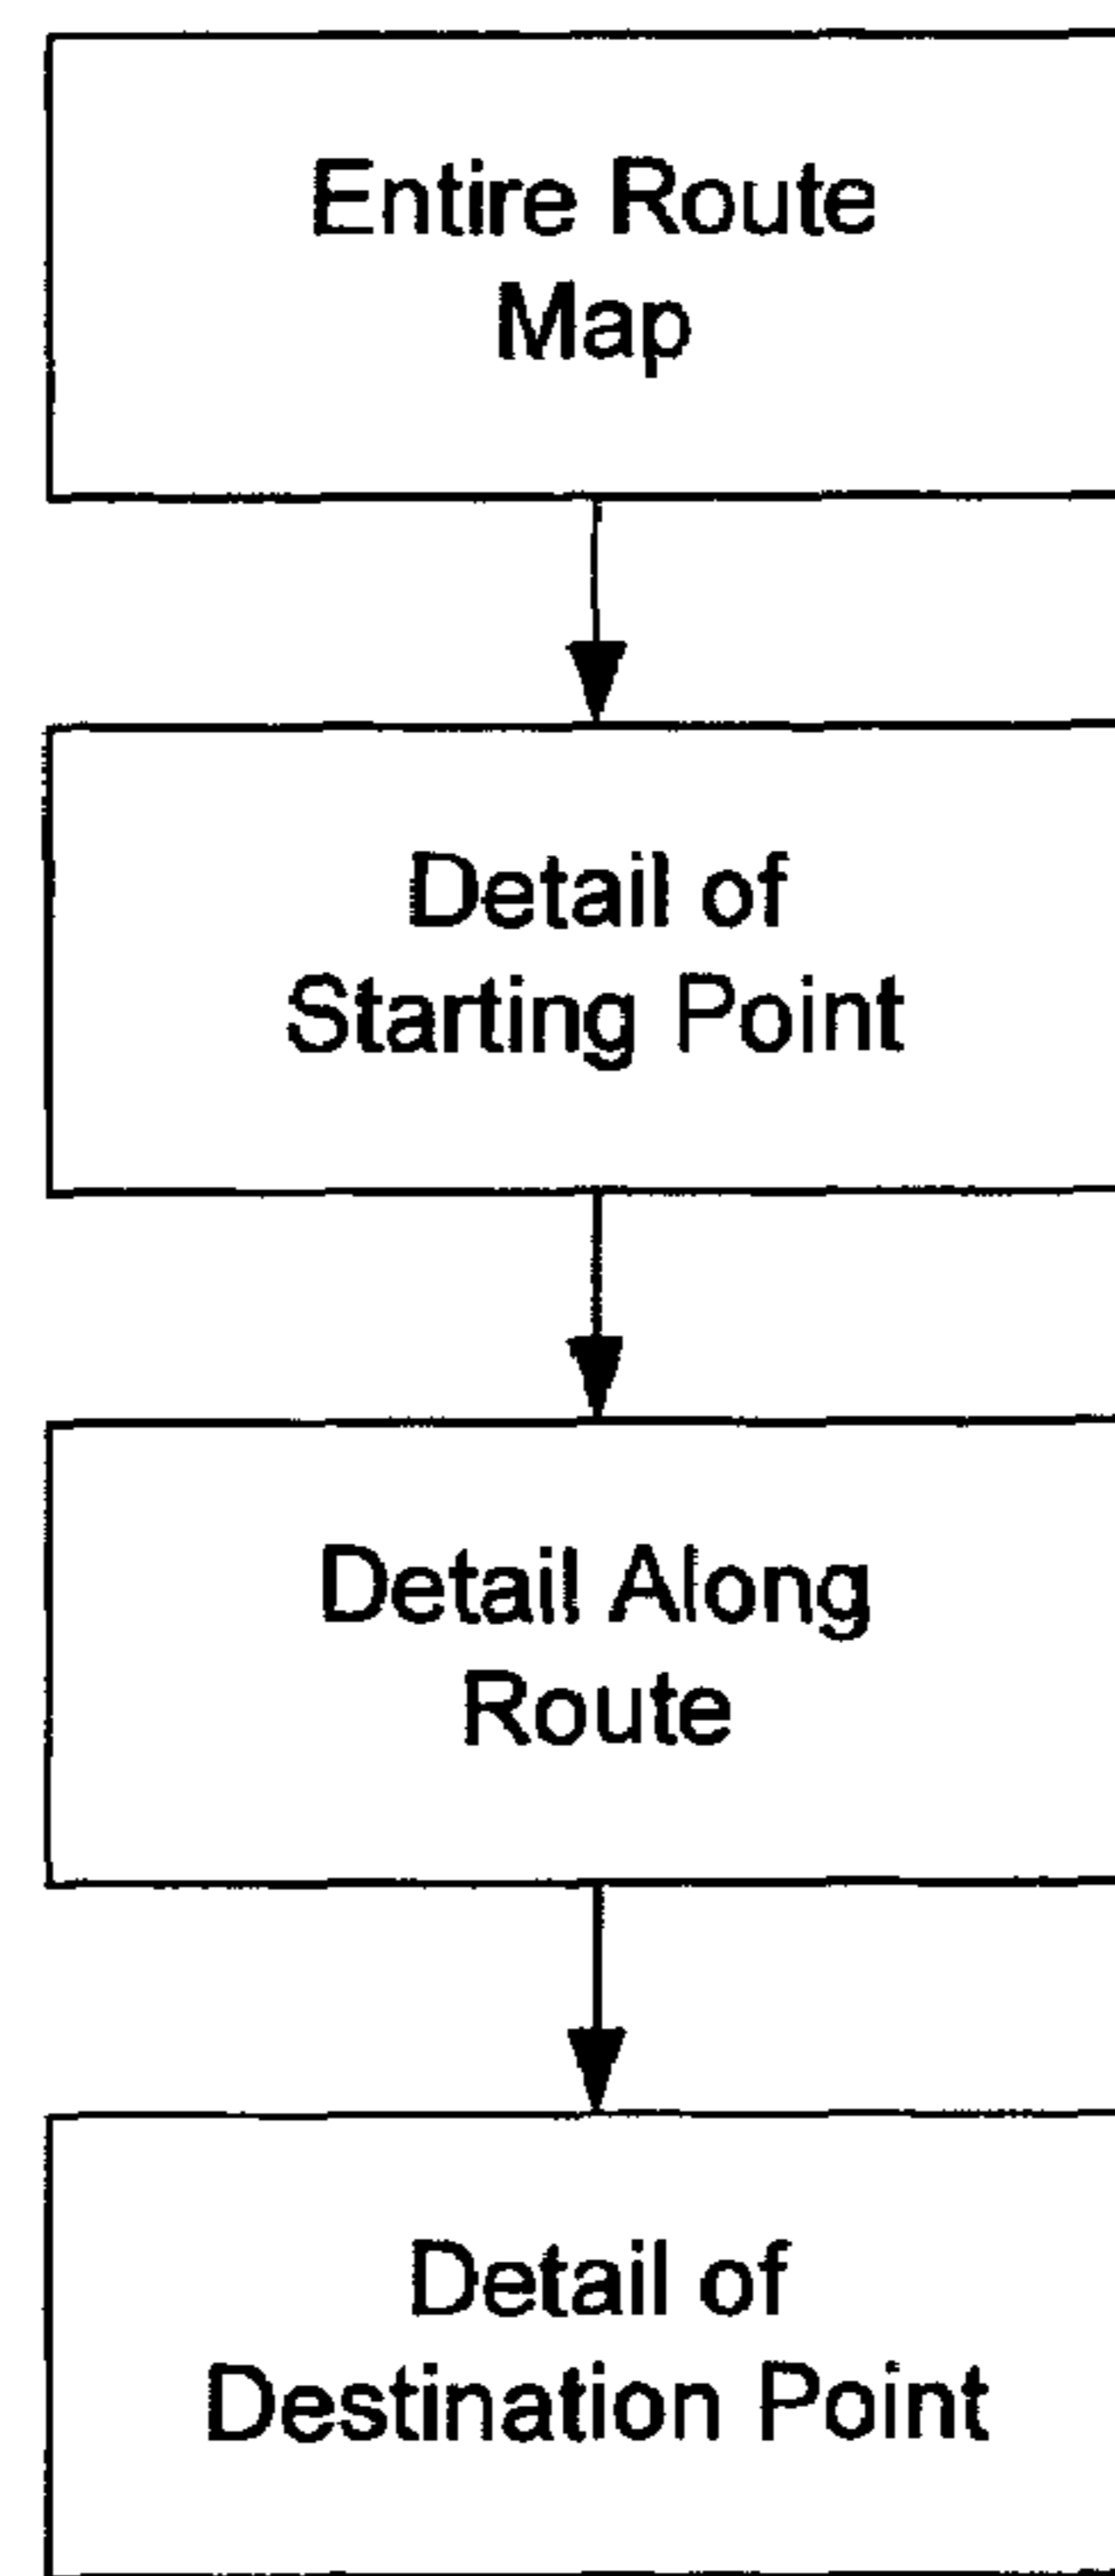 Entire Route
Map
Detail of
Starting Point
Detail Along
Route
Detail of
Destination Point